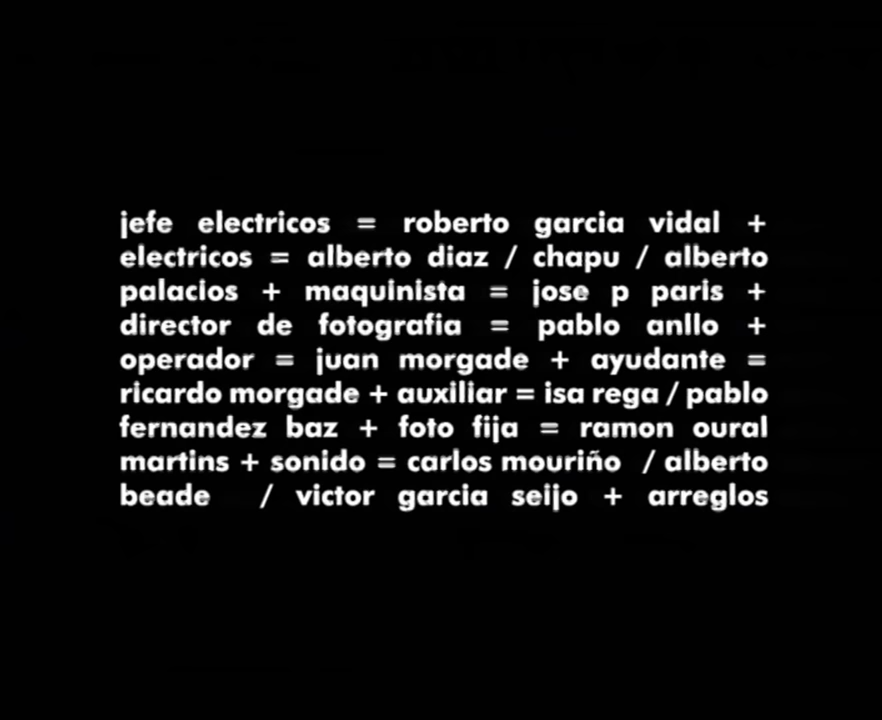 jefe electricos = roberto garcia vidal +
electricos = alberto diaz / chapu / alberto
palacios + maquinista = jose p paris +
director de fotografia = pablo anllo +
operador = juan morgade + ayudante =
ricardo morgade + auxiliar = isa rega / pablo
fernandez baz + foto fija = ramon oural
martins + sonido = carlos mouriño / alberto
beade / victor garcia seijo + arreglos